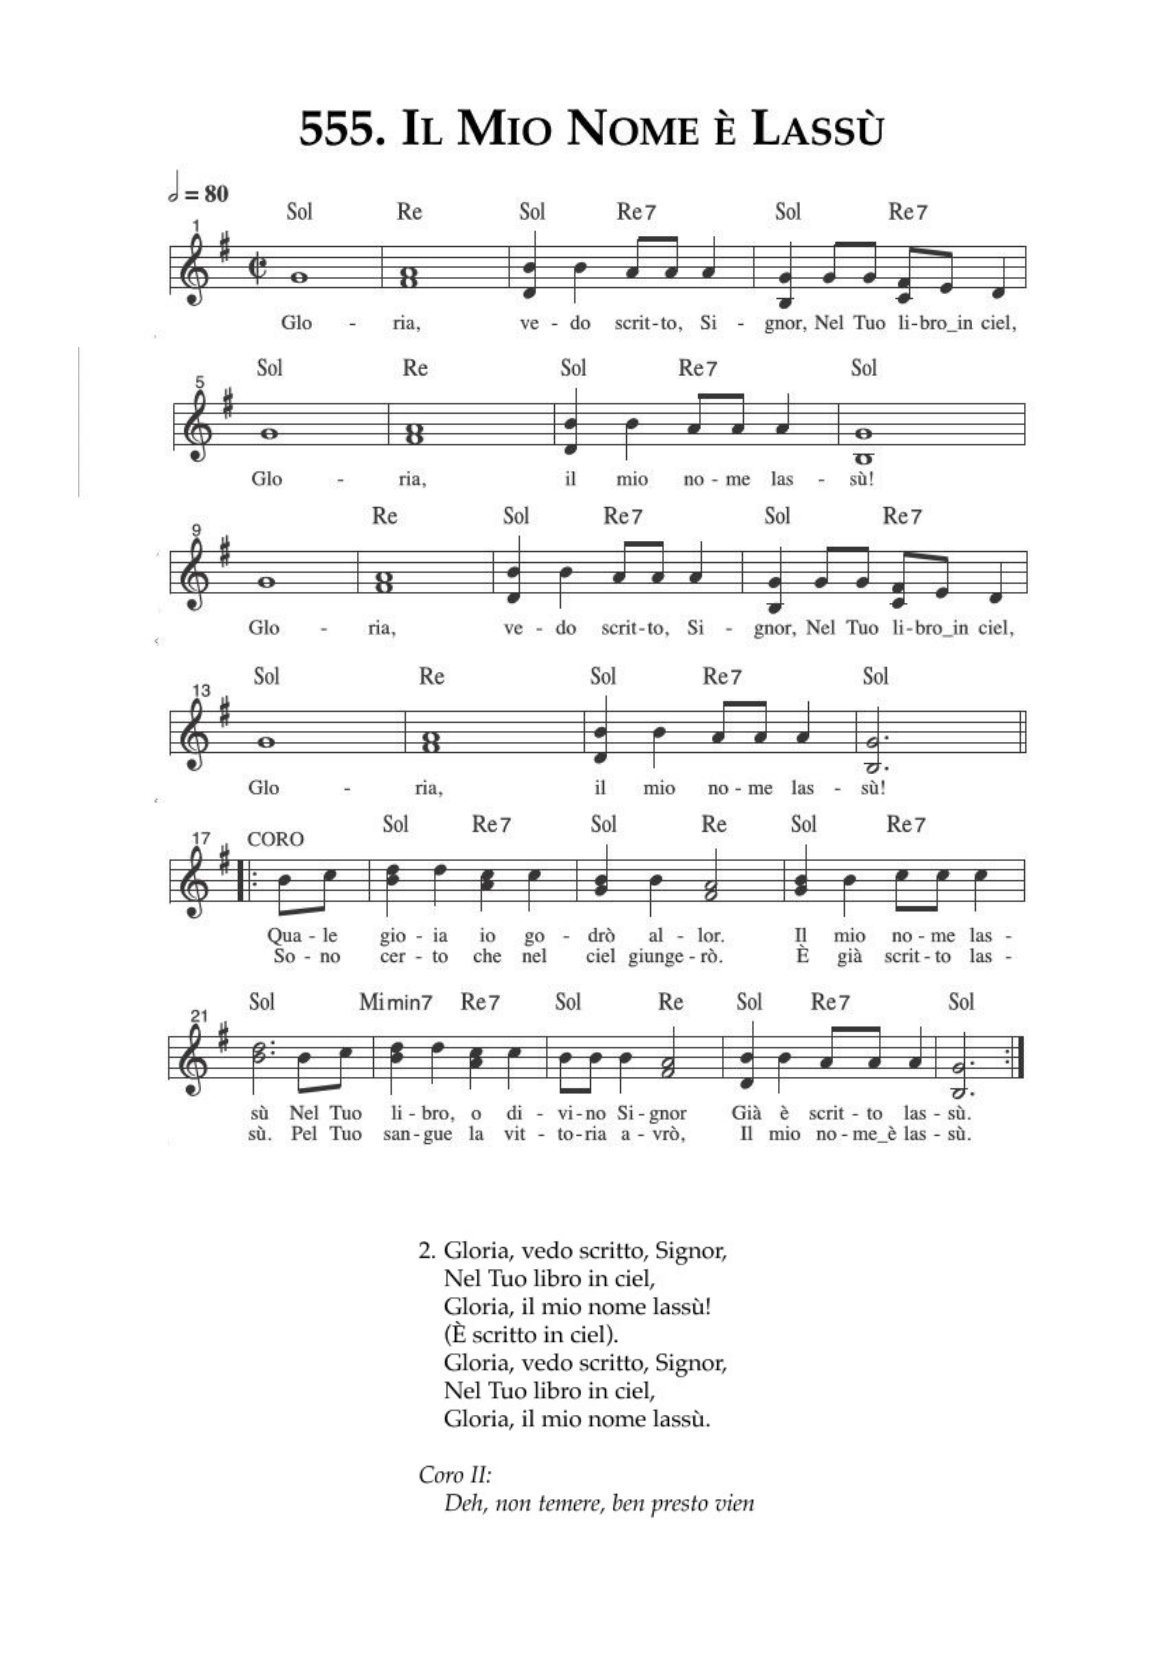 555. Il Mio Nome è Lassù
= 80
Sol Re Sol Re7 Sol Re7
1
Glo - ria, ve - do scrit-to, Si - gnor, Nel Tuo li-bro_in ciel,
Sol Re Sol Re7 Sol
5
Glo - ria, il mio no - me las - sù!
Re Sol Re7 Sol Re7
9
Glo - ria, ve - do scrit-to, Si - gnor, Nel Tuo li-bro_in ciel,
Sol Re Sol Re7 Sol
13
Glo - ria, il mio no - me las - sù!
Sol Re7 Sol Re Sol Re7
17 CORO
Qua - le gio - ia io go - drò al - lor. Il mio no - me las -
So - no cer - to che nel ciel giunge - rò. È già scrit - to las -
Sol Mimin7 Re7 Sol Re Sol Re7 Sol
21
sù Nel Tuo li - bro, o di - vi - no Si - gnor Già è scrit - to las - sù.
sù. Pel Tuo san - gue la vit - to - ria a - vrò, Il mio no - me_è las - sù.
2. Gloria, vedo scritto, Signor,
Nel Tuo libro in ciel,
Gloria, il mio nome lassù!
(È scritto in ciel).
Gloria, vedo scritto, Signor,
Nel Tuo libro in ciel,
Gloria, il mio nome lassù.
Coro II:
Deh, non temere, ben presto vien